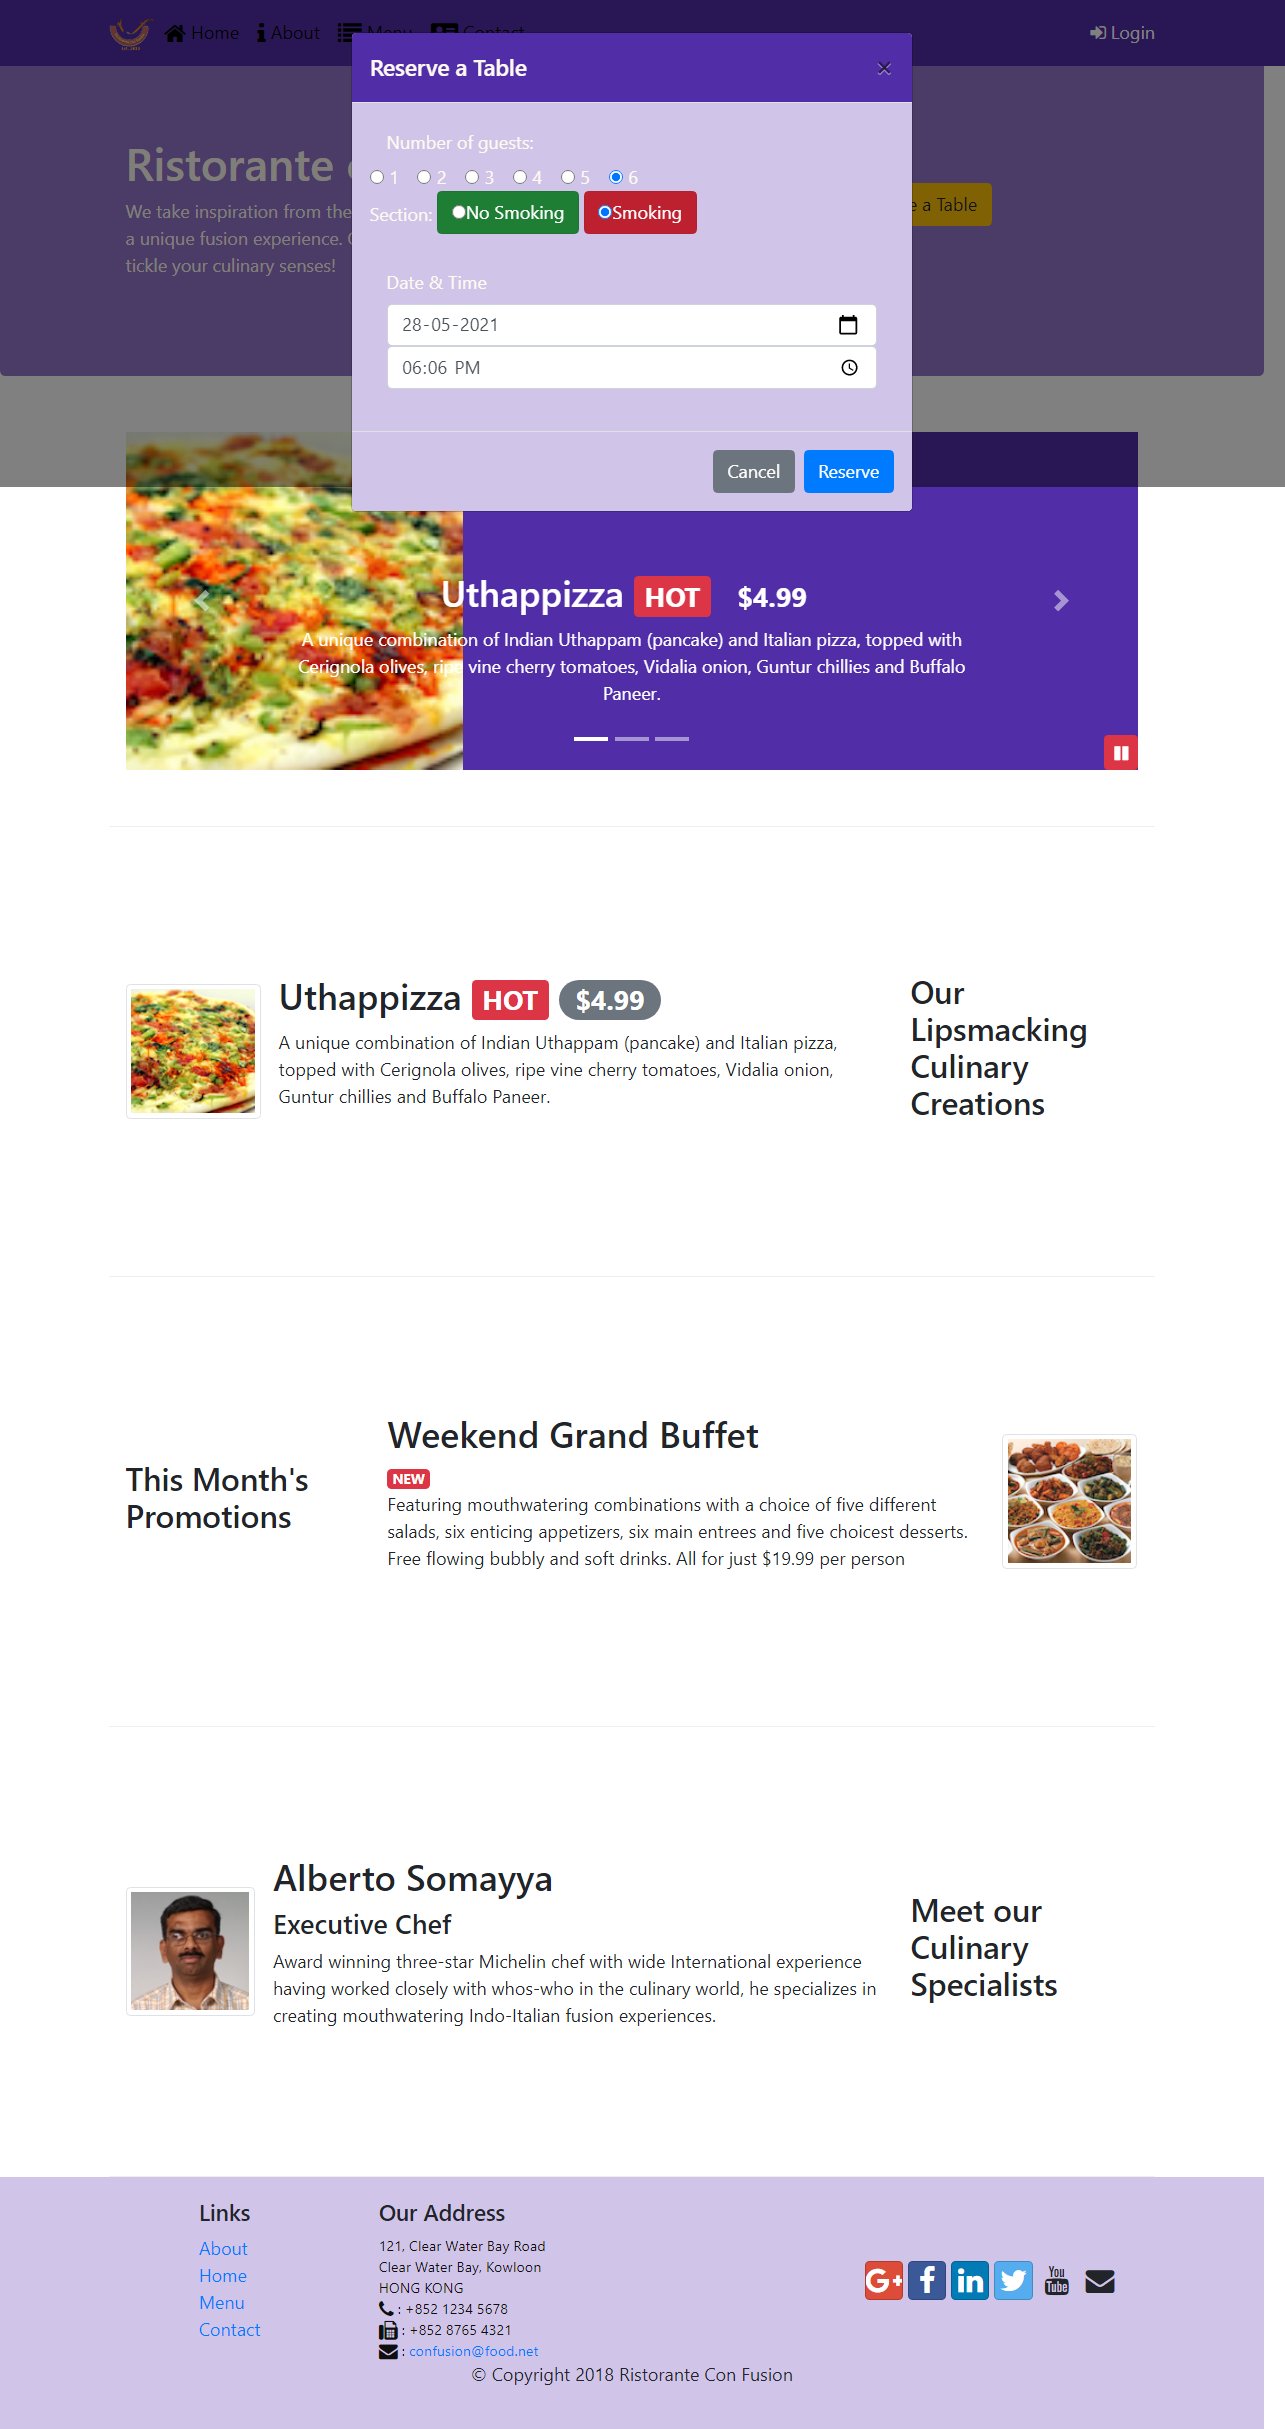 Home About Menu Contact Login
Reserve a Table ×
Ristorante
We take inspiration from the
a unique fusion experience.
tickle your culinary senses!
a Table
Number of guests:
1 2 3 4 5 6
Section: No Smoking Smoking
Date & Time
28-05-2021
06:06 PM
Cancel Reserve
Uthappizza HOT $4.99
A unique combination of Indian Uthappam (pancake) and Italian pizza, topped with
Cerignola olives, ripe vine cherry tomatoes, Vidalia onion, Guntur chillies and Buffalo
Paneer.
Uthappizza HOT $4.99
A unique combination of Indian Uthappam (pancake) and Italian pizza,
topped with Cerignola olives, ripe vine cherry tomatoes, Vidalia onion,
Guntur chillies and Buffalo Paneer.
Our
Lipsmacking
Culinary
Creations
This Month's
Promotions
Weekend Grand Buffet
NEW
Featuring mouthwatering combinations with a choice of five different
salads, six enticing appetizers, six main entrees and five choicest desserts.
Free flowing bubbly and soft drinks. All for just $19.99 per person
Alberto Somayya
Executive Chef
Award winning three-star Michelin chef with wide International experience
having worked closely with whos-who in the culinary world, he specializes in
creating mouthwatering Indo-Italian fusion experiences.
Meet our
Culinary
Specialists
Links
About
Home
Menu
Contact
Our Address
121, Clear Water Bay Road
Clear Water Bay, Kowloon
HONG KONG
: +852 1234 5678
: +852 8765 4321
: confusion@food.net
G+ f in You Tube
© Copyright 2018 Ristorante Con Fusion